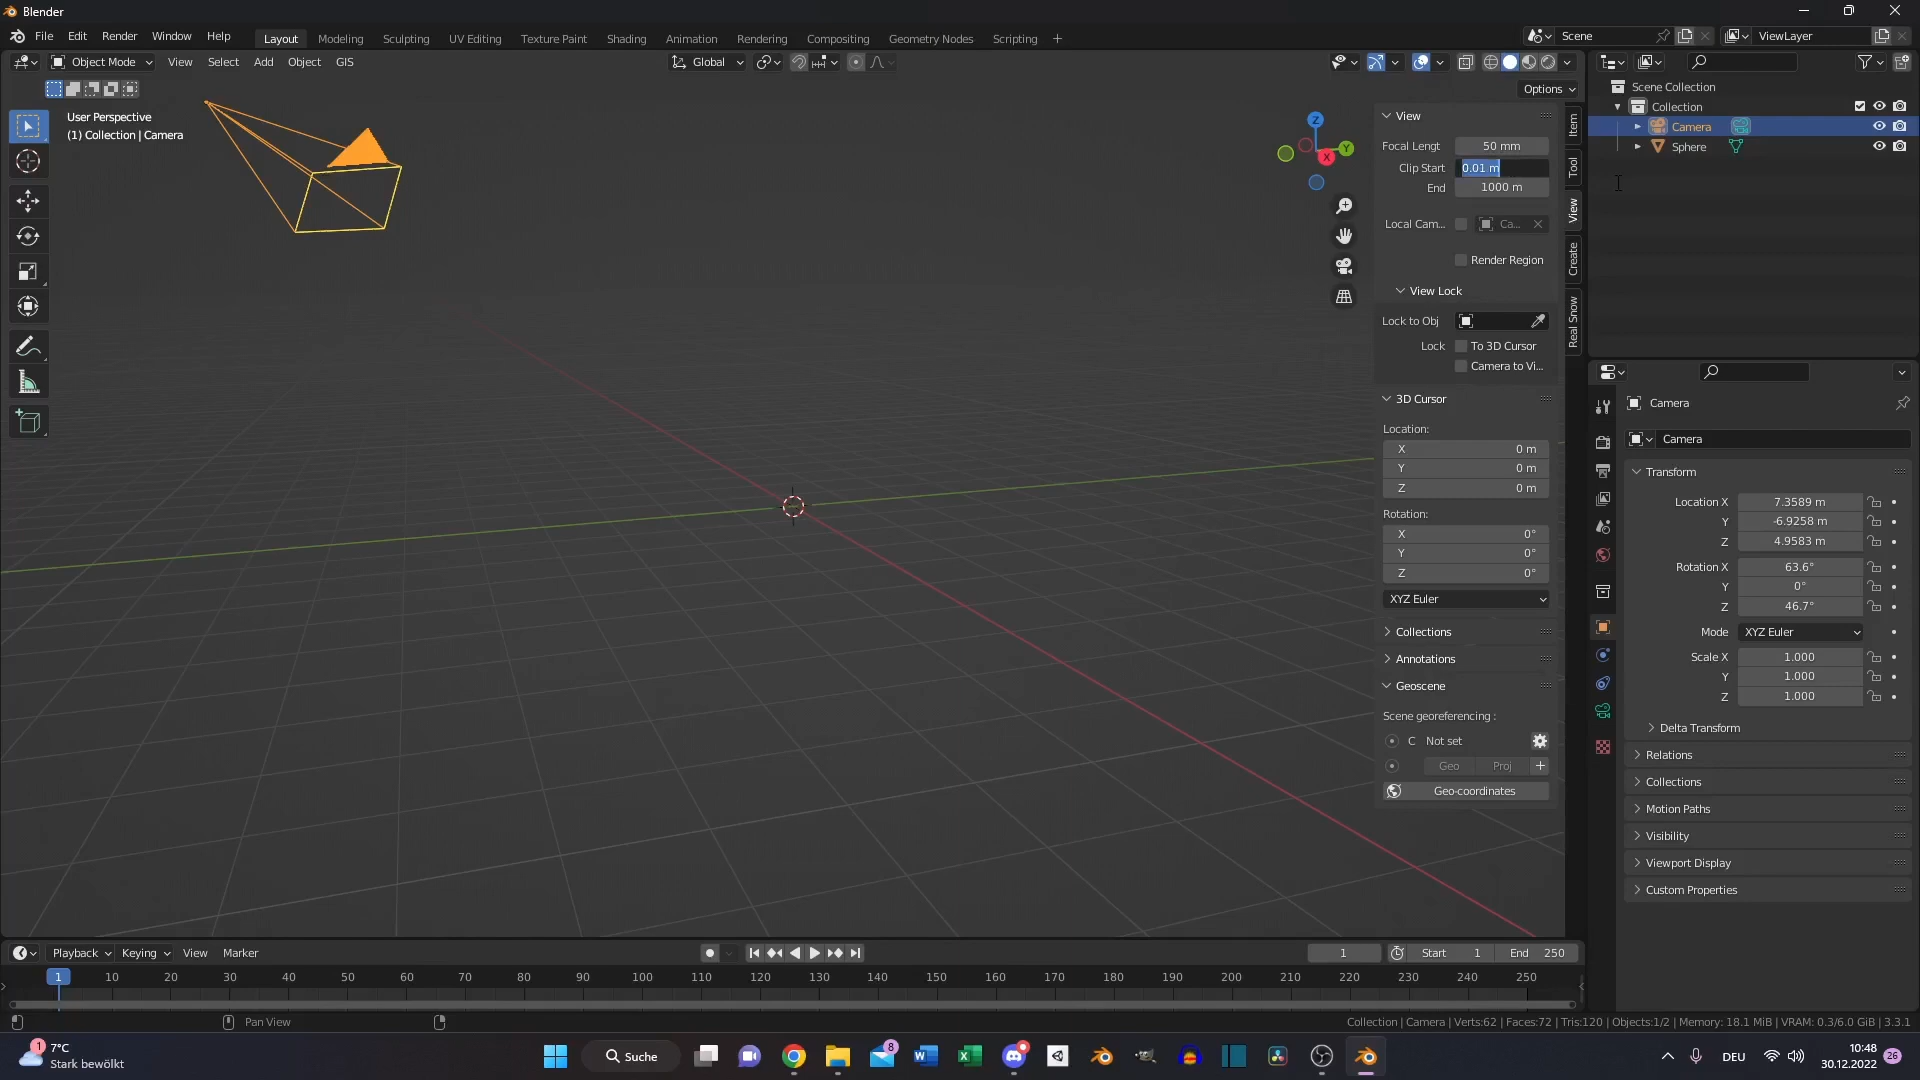 Blender
File Edit Render Window Help
Layout Modeling Sculpting UV Editing Texture Paint Shading Animation Rendering Compositing Geometry Nodes Scripting +
Scene
ViewLayer
Object Mode View Select Add Object GIS
Global
Options
User Perspective
(1) Collection | Camera
Z
Y
X
View
Focal Lengt 50 mm
Clip Start 0.01 m
End 1000 m
Local Cam... Ca...
Render Region
View Lock
Lock to Obj
Lock To 3D Cursor
Camera to Vi...
3D Cursor
Location:
X 0 m
Y 0 m
Z 0 m
Rotation:
X 0°
Y 0°
Z 0°
XYZ Euler
Collections
Annotations
Geoscene
Scene georeferencing :
C Not set
Geo Proj +
Geo-coordinates
Item
Tool
View
Create
Real Snow
Scene Collection
Collection
Camera
Sphere
Camera
Camera
Transform
Location X 7.3589 m
Y -6.9258 m
Z 4.9583 m
Rotation X 63.6°
Y 0°
Z 46.7°
Mode XYZ Euler
Scale X 1.000
Y 1.000
Z 1.000
Delta Transform
Relations
Collections
Motion Paths
Visibility
Viewport Display
Custom Properties
Playback Keying View Marker
1 Start 1 End 250
1 10 20 30 40 50 60 70 80 90 100 110 120 130 140 150 160 170 180 190 200 210 220 230 240 250
Pan View
Collection | Camera | Verts:62 | Faces:72 | Tris:120 | Objects:1/2 | Memory: 18.1 MiB | VRAM: 0.3/6.0 GiB | 3.3.1
1
7°C
Stark bewölkt
Suche
8
DEU
10:48
30.12.2022
26